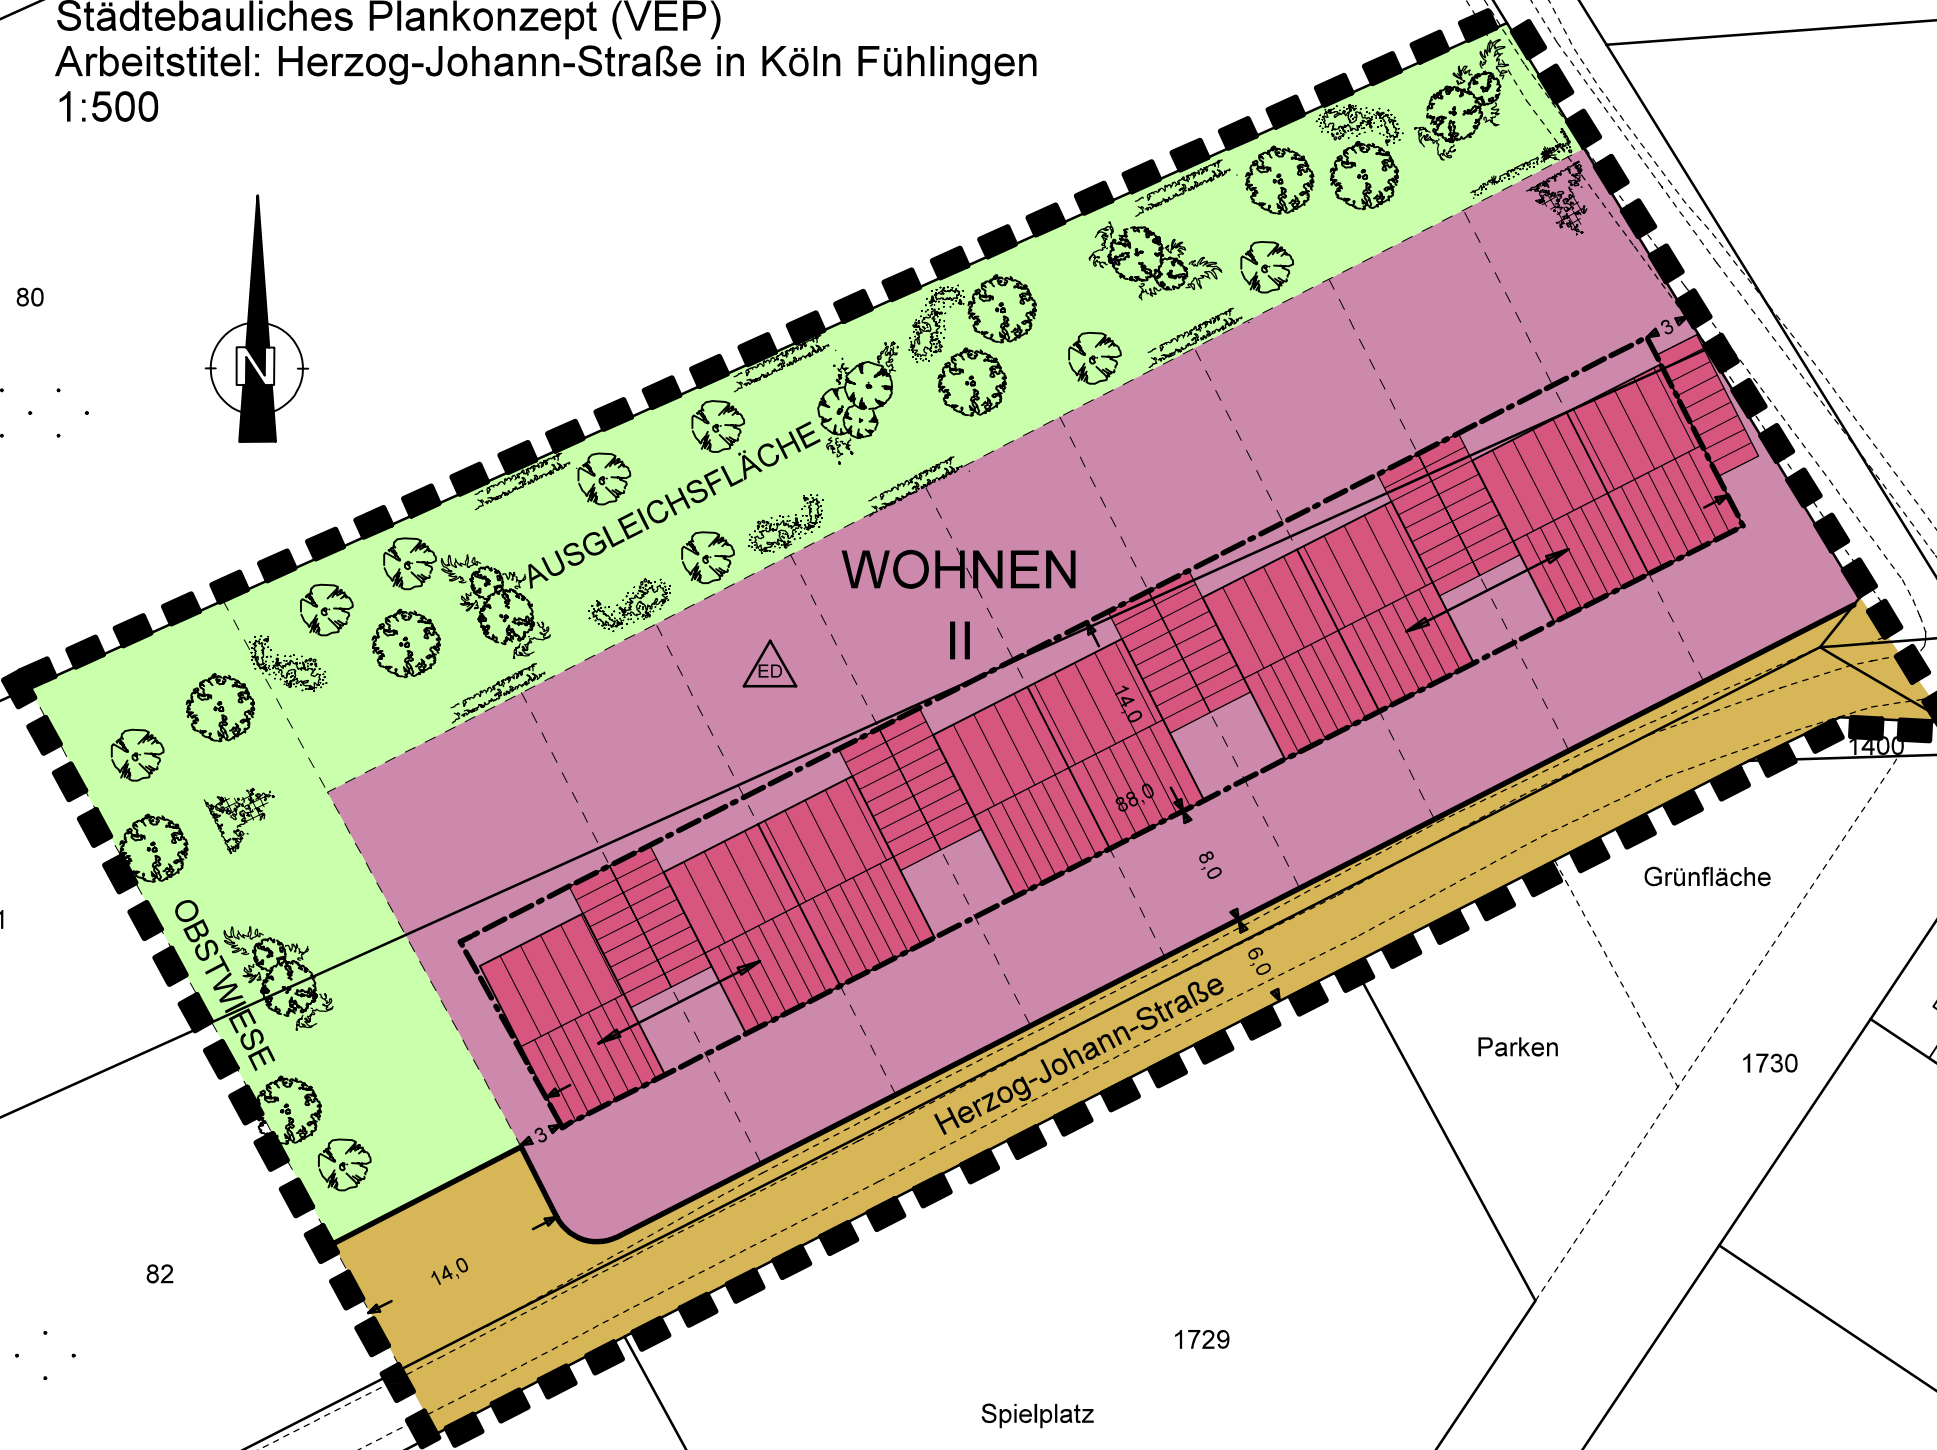 Städtebauliches Plankonzept (VEP)
Arbeitstitel: Herzog-Johann-Straße in Köln Fühlingen
1:500
80
N
3
AUSGLEICHSFLÄCHE
WOHNEN
II
ED
14,0
1400
88,0
8,0
Grünfläche
1
OBSTWIESE
6,0
Herzog-Johann-Straße
Parken
1730
3
82
14,0
1729
Spielplatz